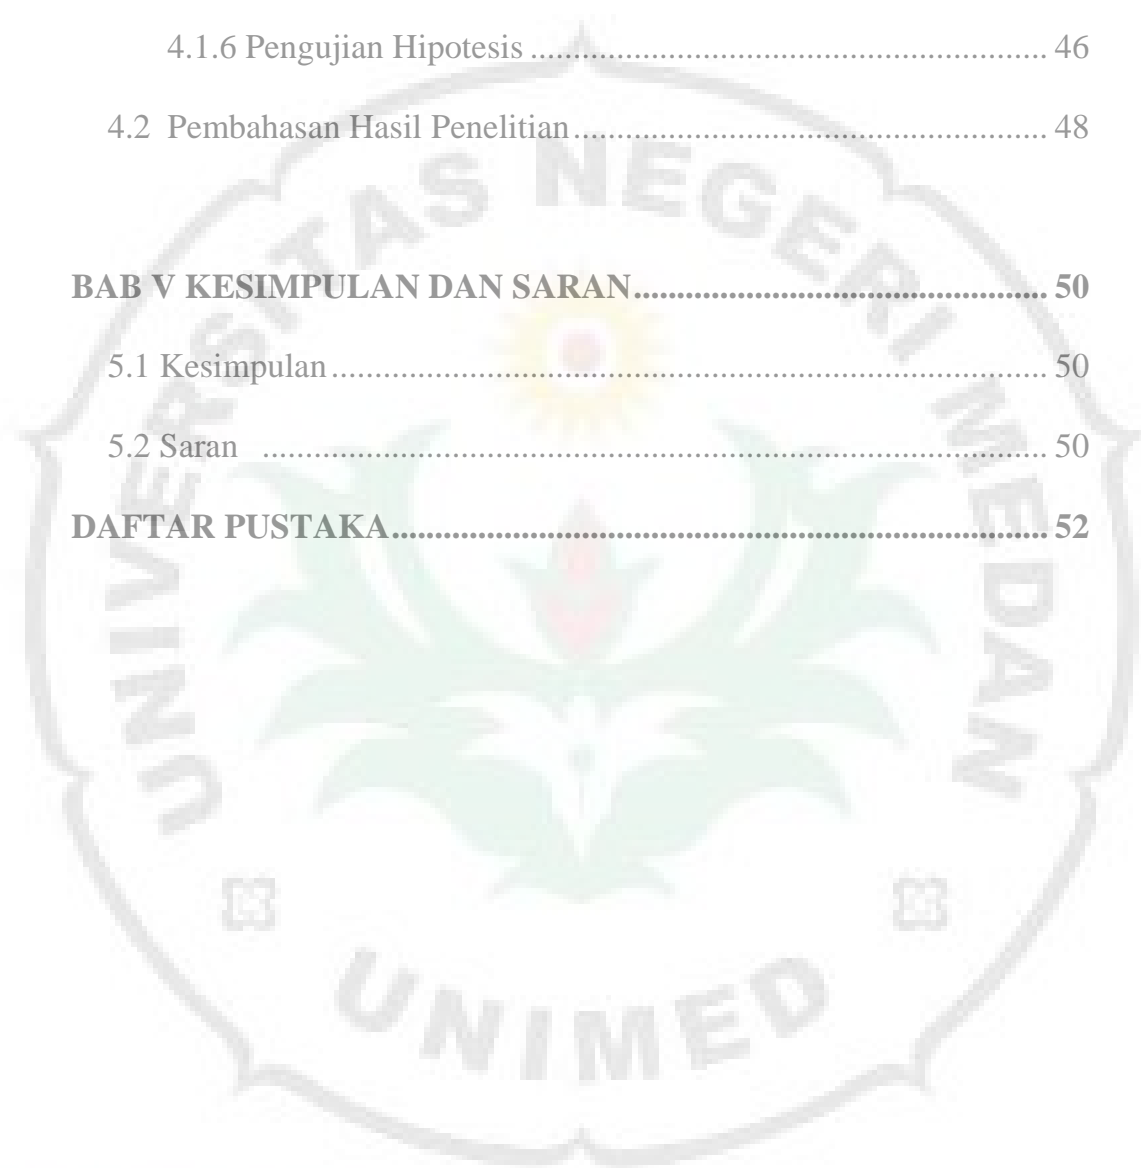 4.1.6 Pengujian Hipotesis ............................................................ 46
4.2 Pembahasan Hasil Penelitian ....................................................... 48
BAB V KESIMPULAN DAN SARAN ................................................ 50
5.1 Kesimpulan ................................................................................... 50
5.2 Saran ........................................................................................... 50
DAFTAR PUSTAKA ............................................................................ 52
UNIVERSITAS NEGERI MEDAN
UNIMED